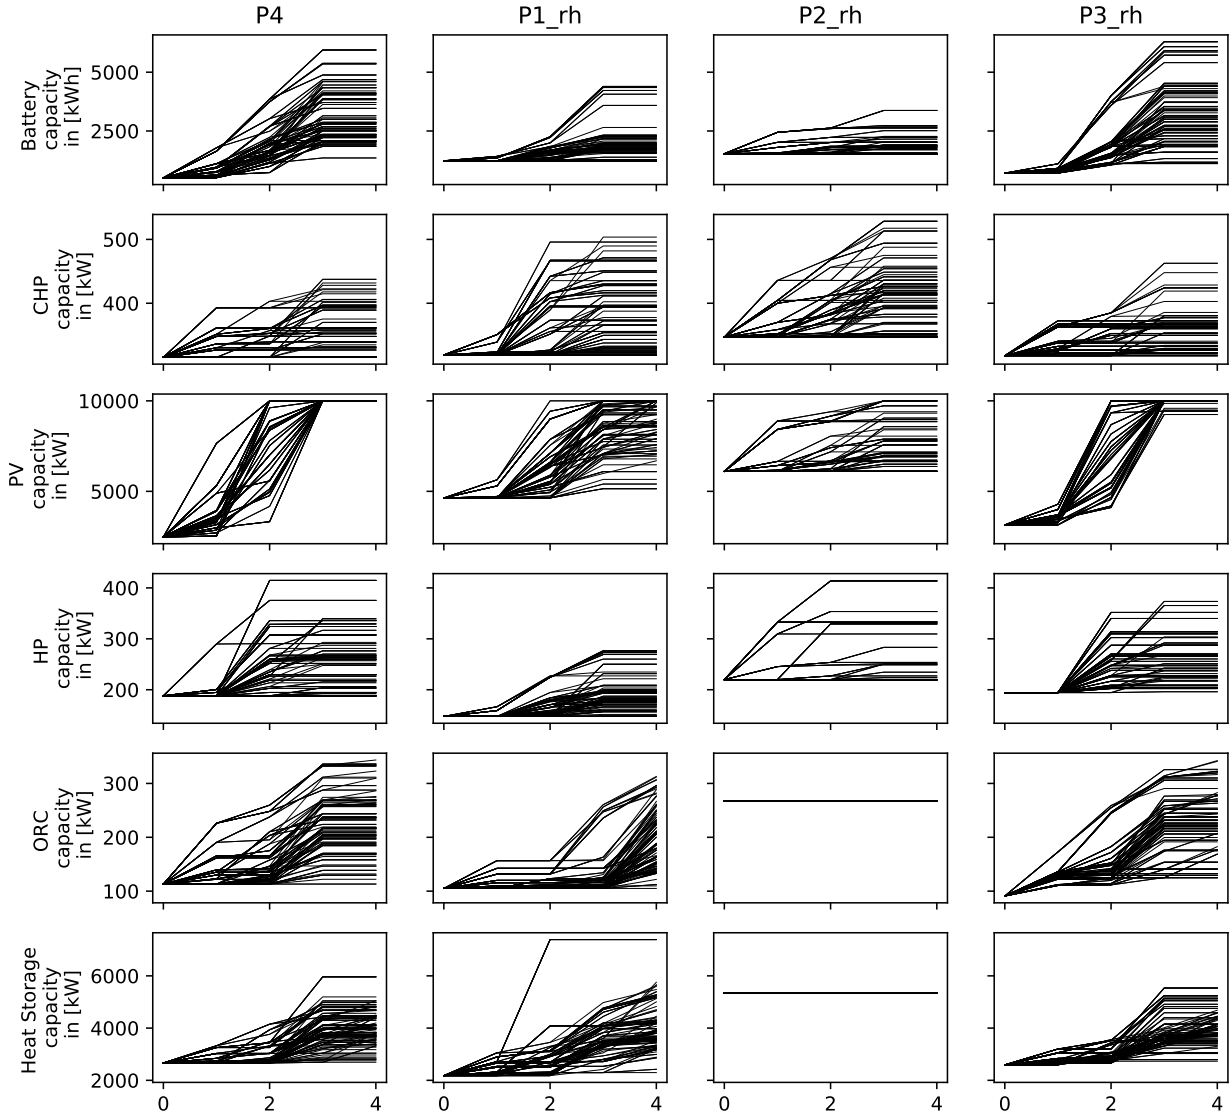 P4 P1_rh P2_rh P3_rh
Battery
capacity
in [kWh]
5000
2500
CHP
capacity
in [kW]
500
400
PV
capacity
in [kW]
10000
5000
HP
capacity
in [kW]
400
300
200
ORC
capacity
in [kW]
300
200
100
Heat Storage
capacity
in [kW]
6000
4000
2000
0 2 4 0 2 4 0 2 4 0 2 4